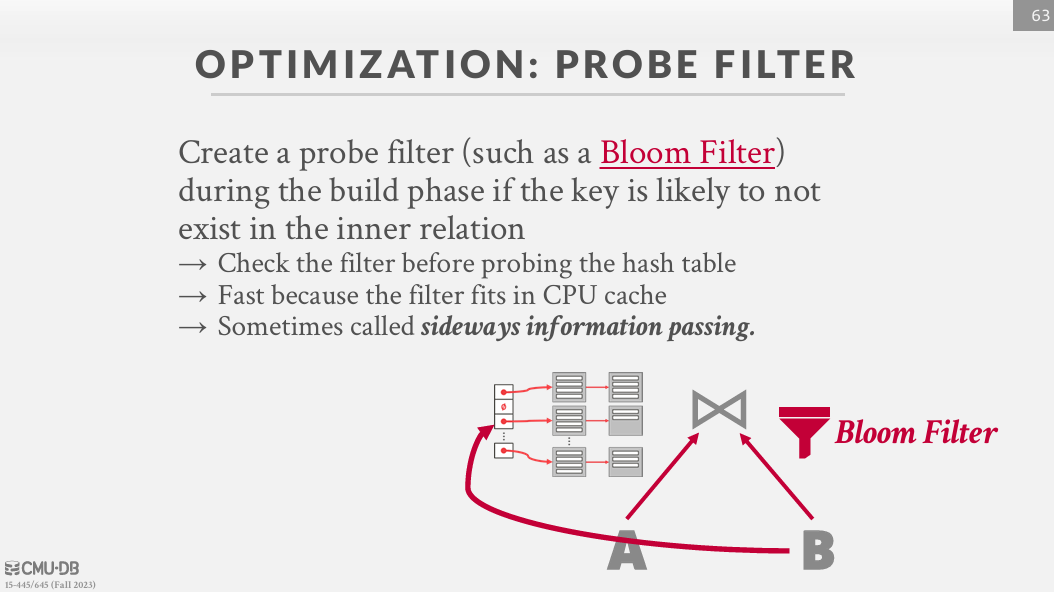 63
OPTIMIZATION: PROBE FILTER
Create a probe filter (such as a Bloom Filter)
during the build phase if the key is likely to not
exist in the inner relation
→ Check the filter before probing the hash table
→ Fast because the filter fits in CPU cache
→ Sometimes called sideways information passing.
ø
⋮
⋮
⋈
Bloom Filter
A
B
CMU·DB
15-445/645 (Fall 2023)